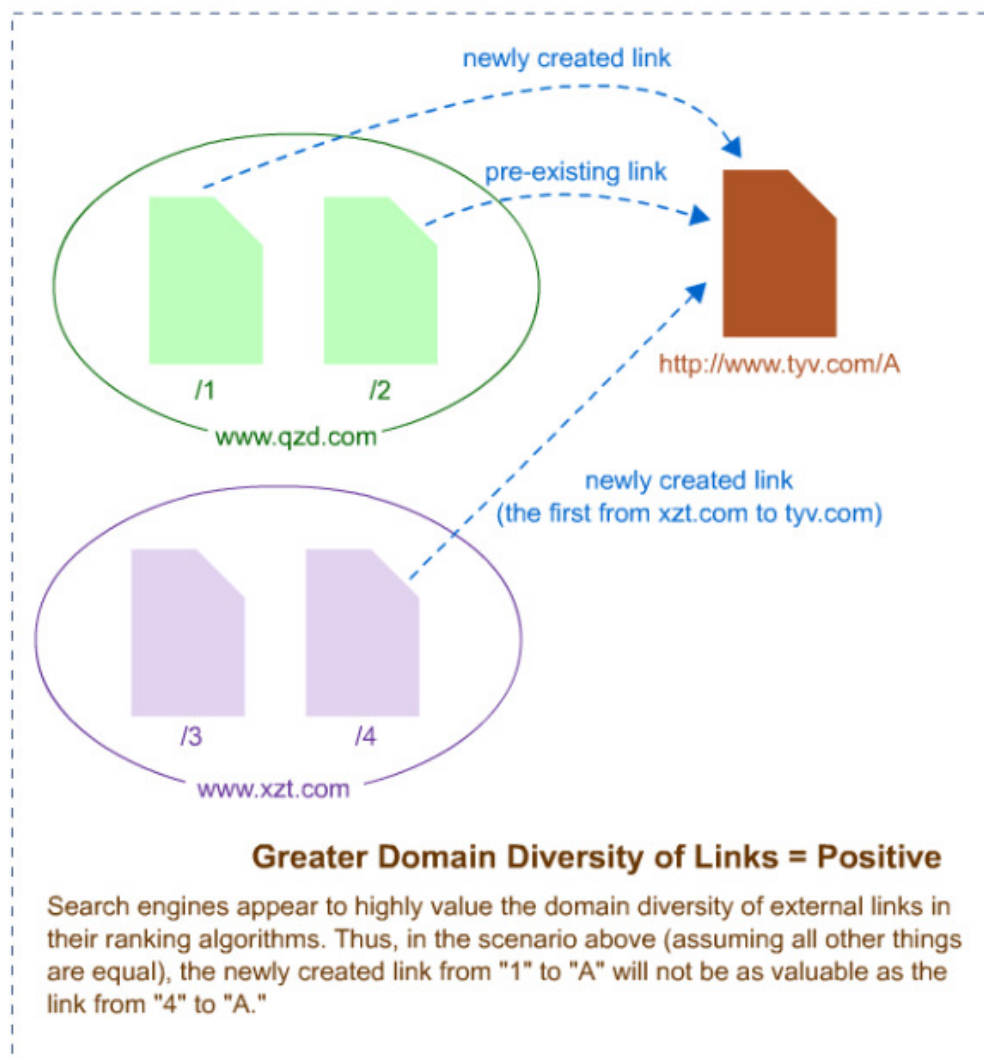 newly created link
pre-existing link
http://www.tyv.com/A
/1
/2
www.qzd.com
newly created link
(the first from xzt.com to tyv.com)
/3
/4
www.xzt.com
Greater Domain Diversity of Links = Positive
Search engines appear to highly value the domain diversity of external links in
their ranking algorithms. Thus, in the scenario above (assuming all other things
are equal), the newly created link from "1" to "A" will not be as valuable as the
link from "4" to "A."